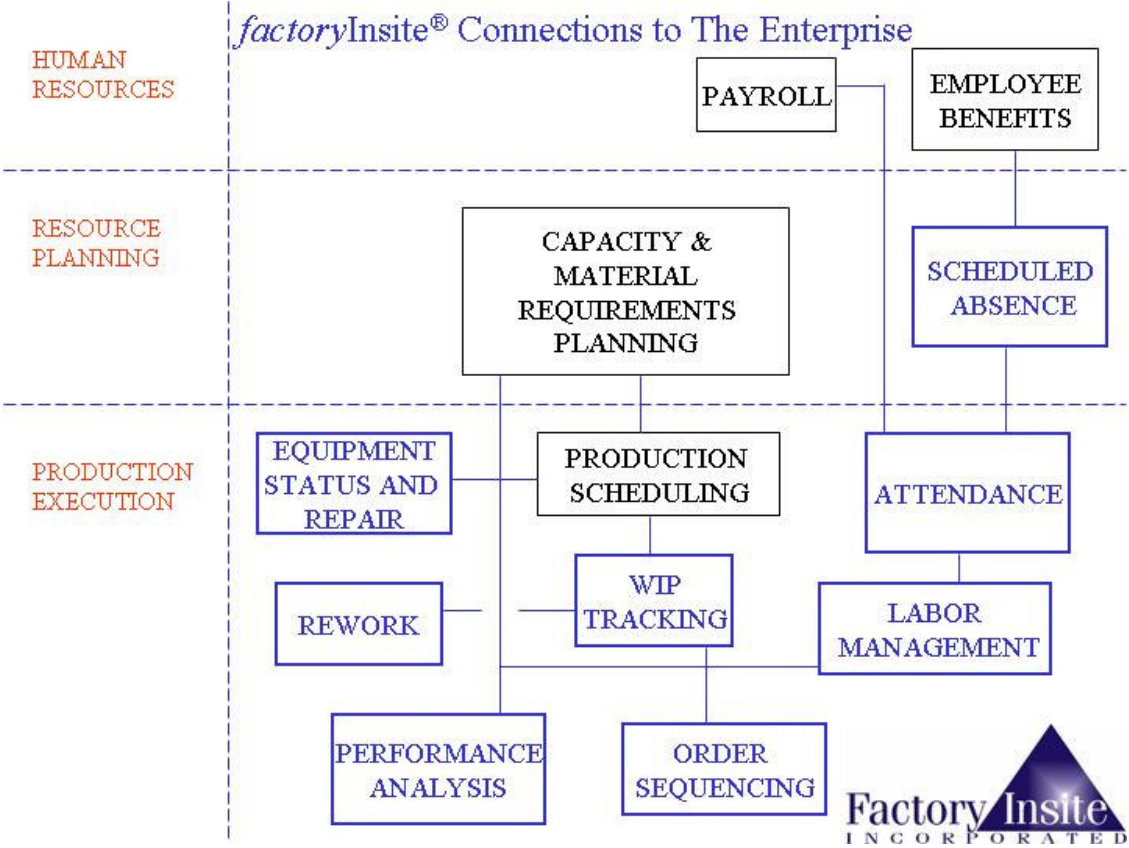 factoryInsite® Connections to The Enterprise
HUMAN
RESOURCES
PAYROLL
EMPLOYEE
BENEFITS
RESOURCE
PLANNING
CAPACITY &
MATERIAL
REQUIREMENTS
PLANNING
SCHEDULED
ABSENCE
PRODUCTION
EXECUTION
EQUIPMENT
STATUS AND
REPAIR
PRODUCTION
SCHEDULING
ATTENDANCE
REWORK
WIP
TRACKING
LABOR
MANAGEMENT
PERFORMANCE
ANALYSIS
ORDER
SEQUENCING
Factory Insite
INCORPORATED